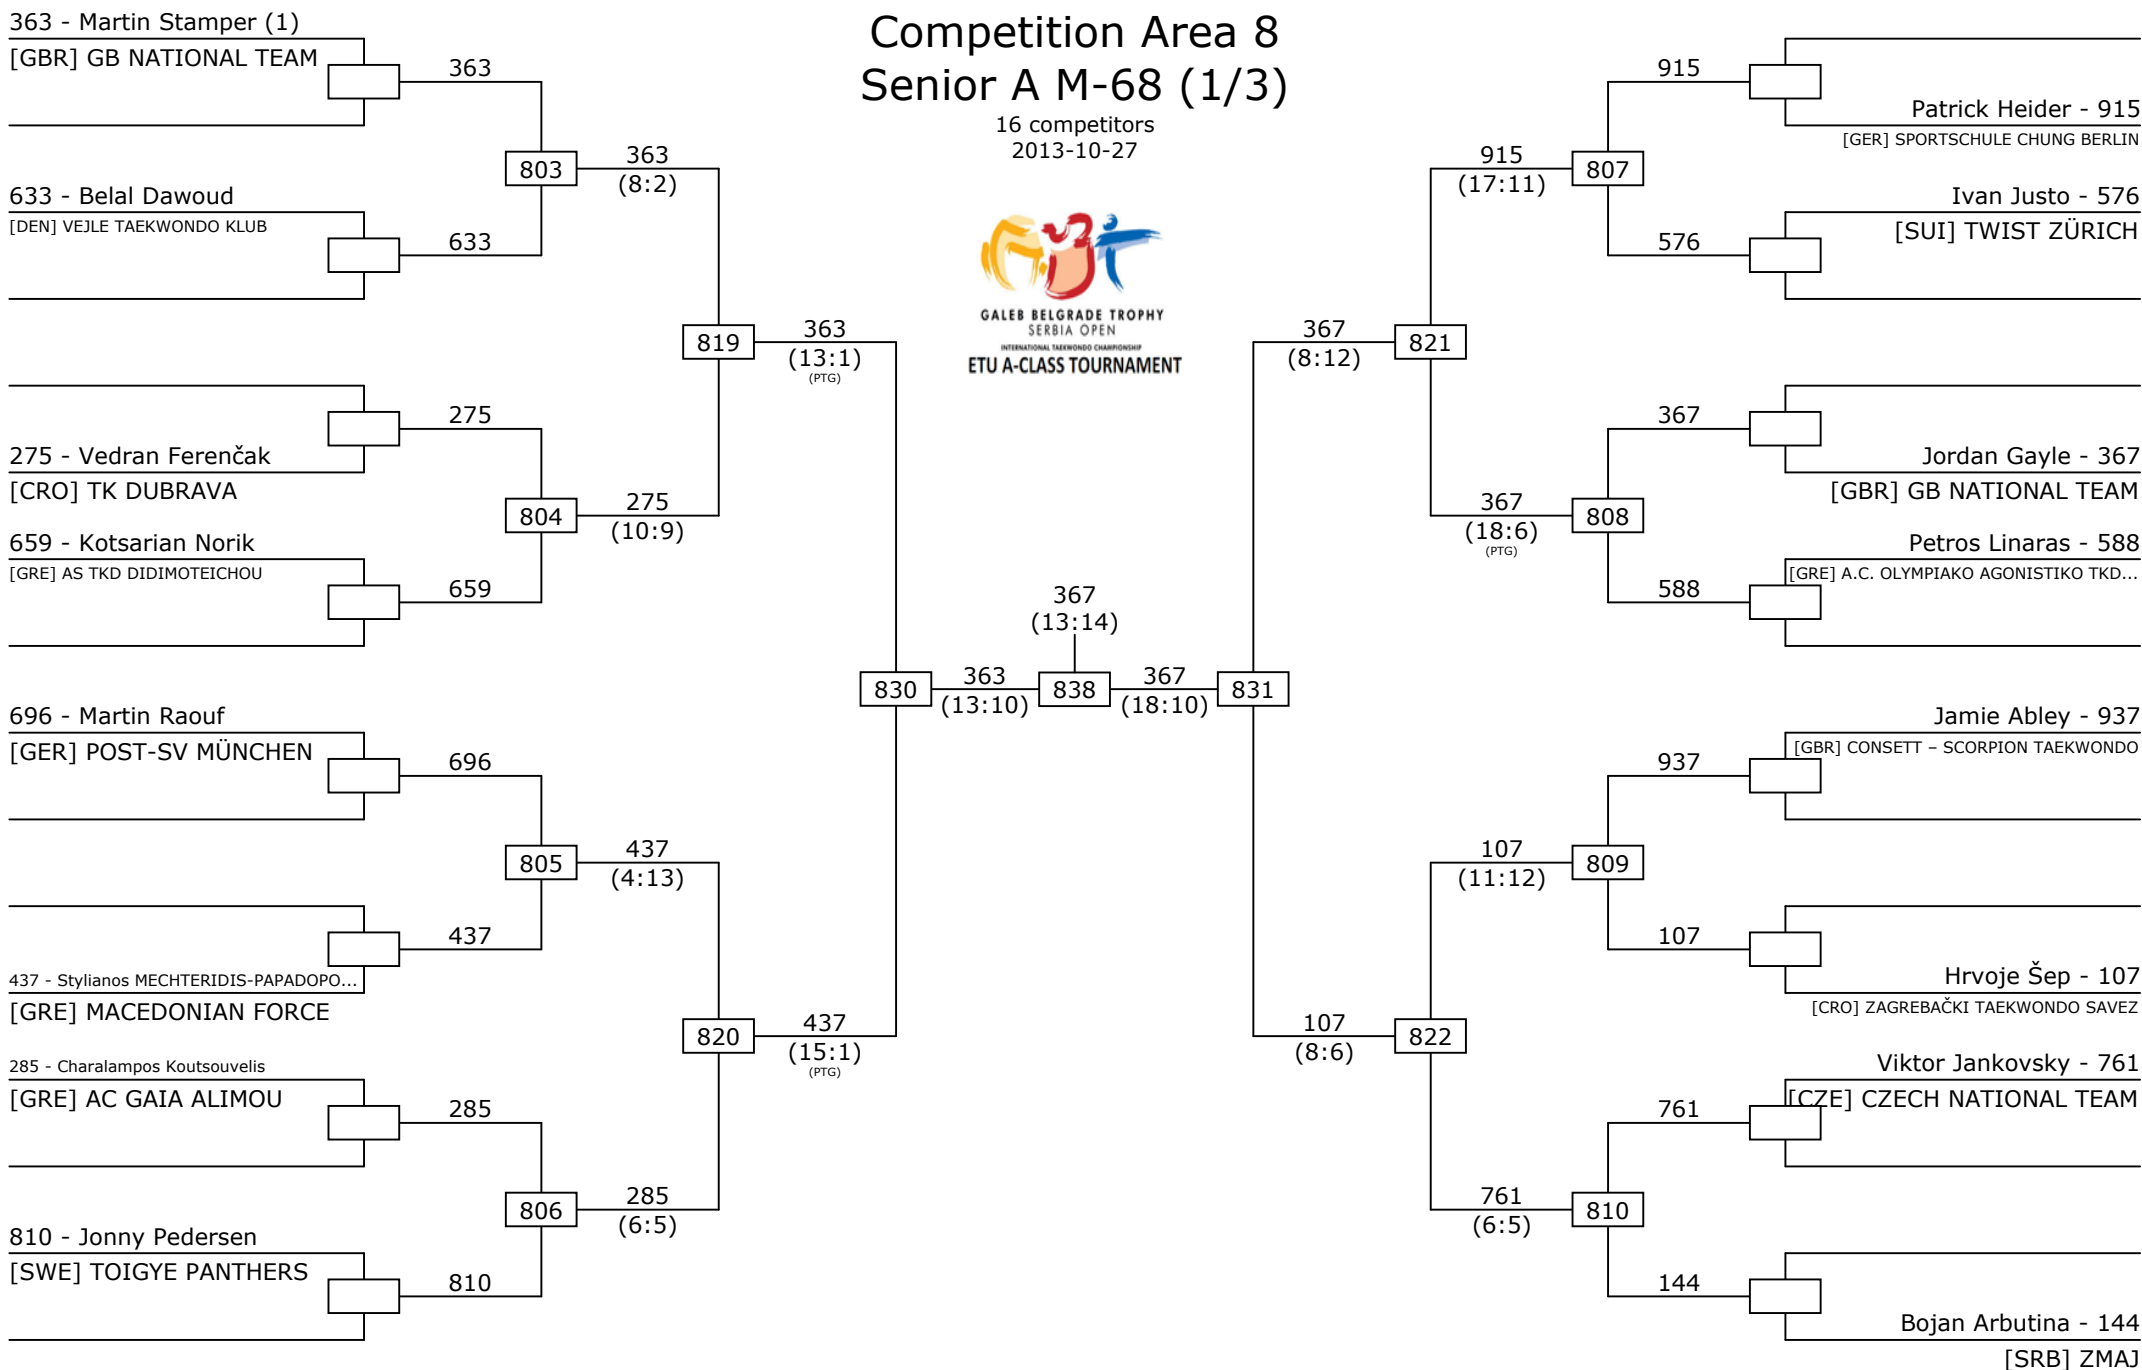 Competition Area 8
Senior A M-68 (1/3)
16 competitors
2013-10-27
GALEB BELGRADE TROPHY
SERBIA OPEN
INTERNATIONAL TAEKWONDO CHAMPIONSHIP
ETU A-CLASS TOURNAMENT
363 - Martin Stamper (1)
[GBR] GB NATIONAL TEAM
363
803
363
(8:2)
633 - Belal Dawoud
[DEN] VEJLE TAEKWONDO KLUB
633
819
363
(13:1)
(PTG)
275
275 - Vedran Ferenčak
[CRO] TK DUBRAVA
804
275
(10:9)
659 - Kotsarian Norik
[GRE] AS TKD DIDIMOTEICHOU
659
830
363
(13:10)
696 - Martin Raouf
[GER] POST-SV MÜNCHEN
696
805
437
(4:13)
437
437 - Stylianos MECHTERIDIS-PAPADOPO...
[GRE] MACEDONIAN FORCE
820
437
(15:1)
(PTG)
285 - Charalampos Koutsouvelis
[GRE] AC GAIA ALIMOU
285
806
285
(6:5)
810 - Jonny Pedersen
[SWE] TOIGYE PANTHERS
810
367
(13:14)
838
915
Patrick Heider - 915
[GER] SPORTSCHULE CHUNG BERLIN
915
(17:11)
807
Ivan Justo - 576
[SUI] TWIST ZÜRICH
576
367
(8:12)
821
367
Jordan Gayle - 367
[GBR] GB NATIONAL TEAM
367
(18:6)
(PTG)
808
Petros Linaras - 588
[GRE] A.C. OLYMPIAKO AGONISTIKO TKD...
588
367
(18:10)
831
Jamie Abley - 937
[GBR] CONSETT – SCORPION TAEKWONDO
937
107
(11:12)
809
107
Hrvoje Šep - 107
[CRO] ZAGREBAČKI TAEKWONDO SAVEZ
107
(8:6)
822
Viktor Jankovsky - 761
[CZE] CZECH NATIONAL TEAM
761
761
(6:5)
810
144
Bojan Arbutina - 144
[SRB] ZMAJ